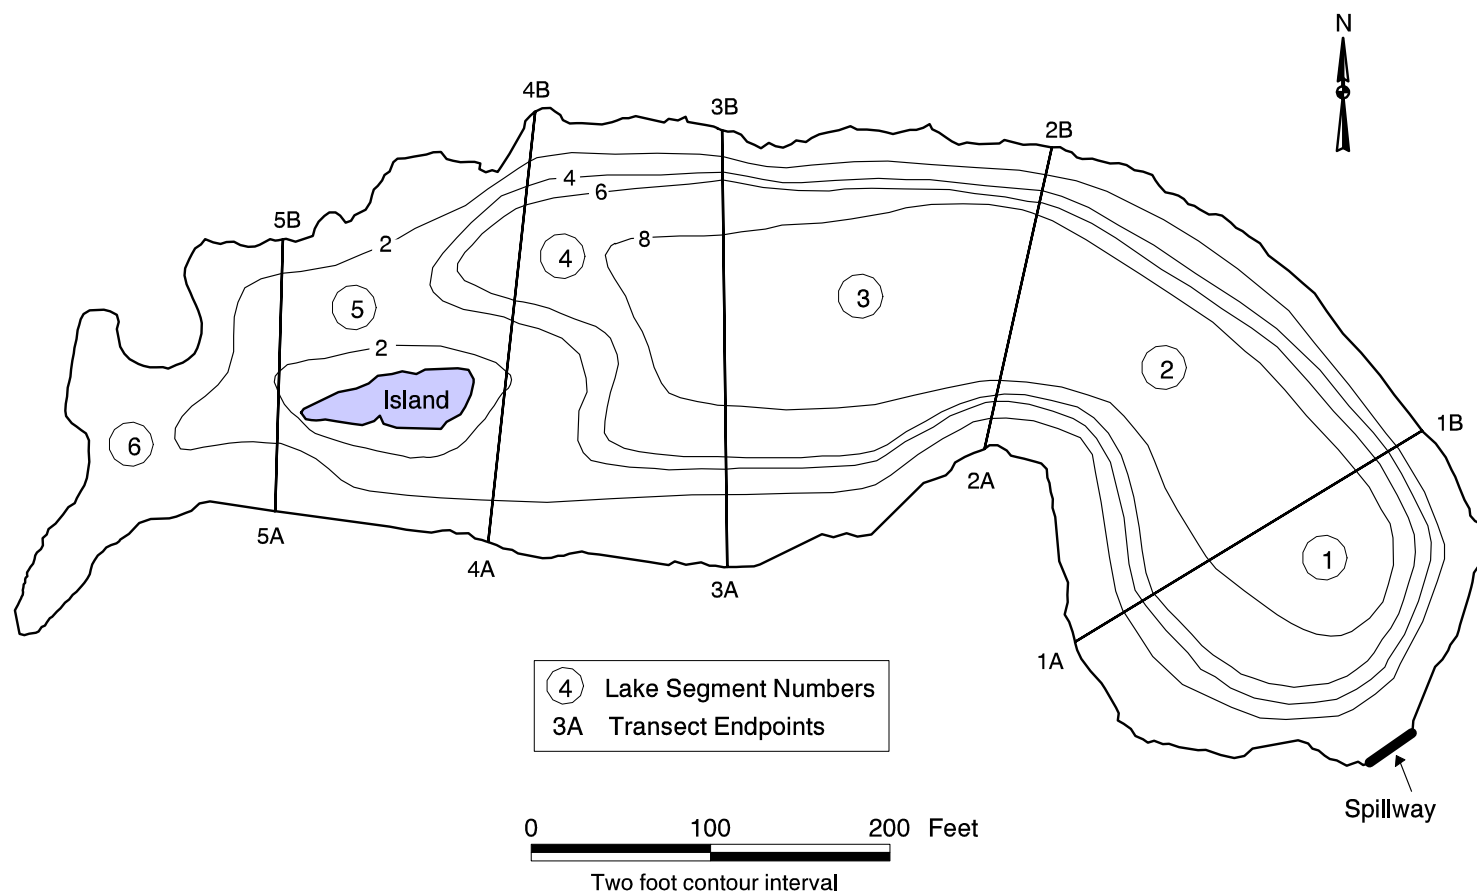 N
4B
3B
2B
4
6
5B
2
8
4
3
5
2
2
Island
1B
6
2A
5A
4A
3A
1
1A
4 Lake Segment Numbers
3A Transect Endpoints
Spillway
0 100 200 Feet
Two foot contour interval